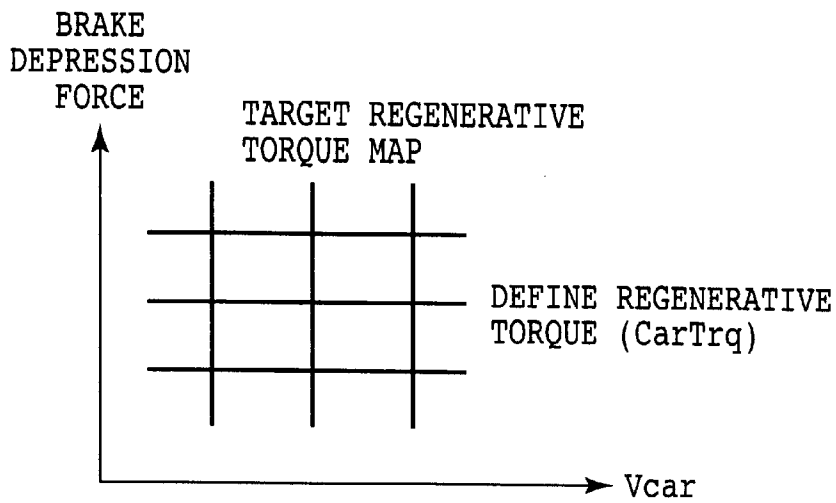 BRAKE
DEPRESSION
FORCE
TARGET REGENERATIVE
TORQUE MAP
DEFINE REGENERATIVE
TORQUE (CarTrq)
Vcar